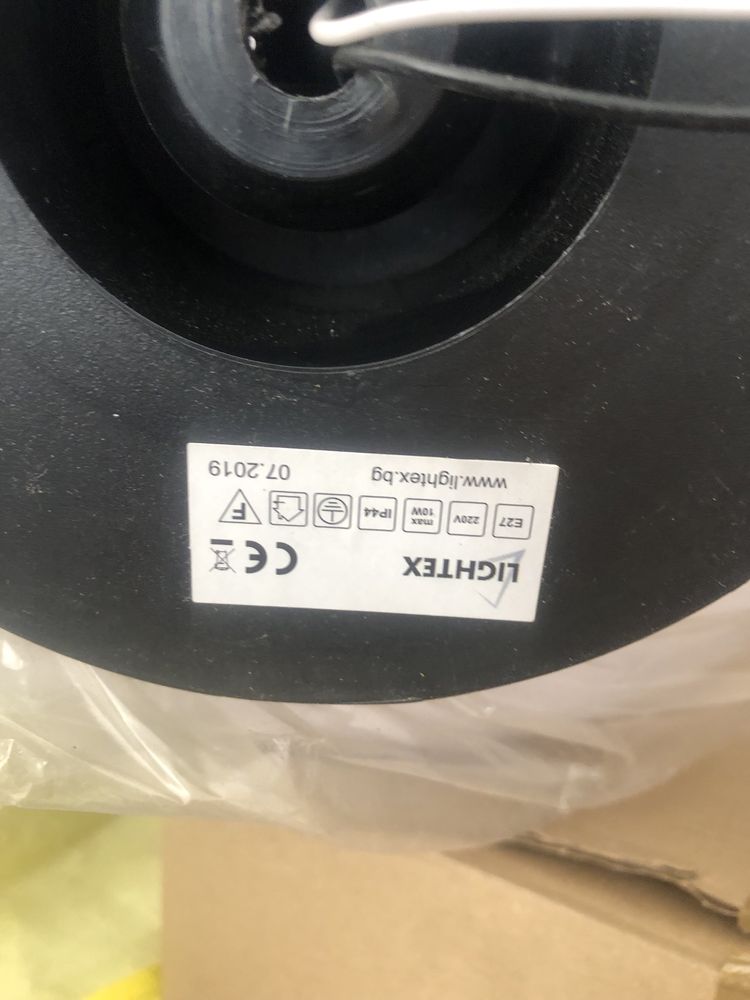 LIGHTEX CE
E27 220V max 10W IP44 F
www.lightex.bg 07.2019